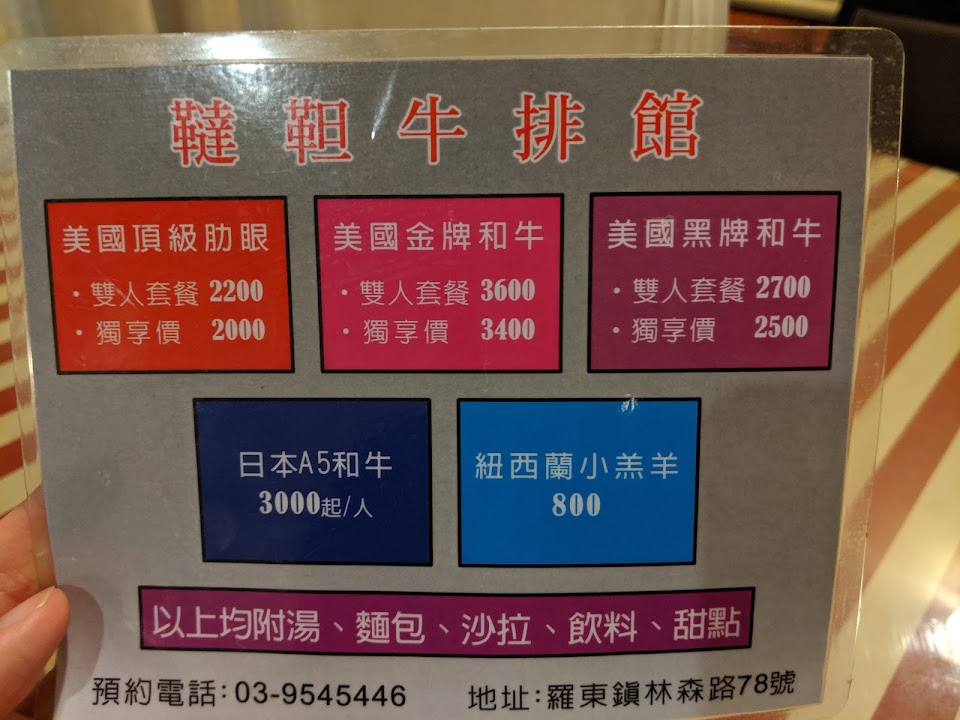 韃靼牛排館
美國頂級肋眼
・雙人套餐 2200
・獨享價 2000
美國金牌和牛
・雙人套餐 3600
・獨享價 3400
美國黑牌和牛
・雙人套餐 2700
・獨享價 2500
日本A5和牛
3000起/人
紐西蘭小羔羊
800
以上均附湯、麵包、沙拉、飲料、甜點
預約電話:03-9545446
地址:羅東鎮林森路78號